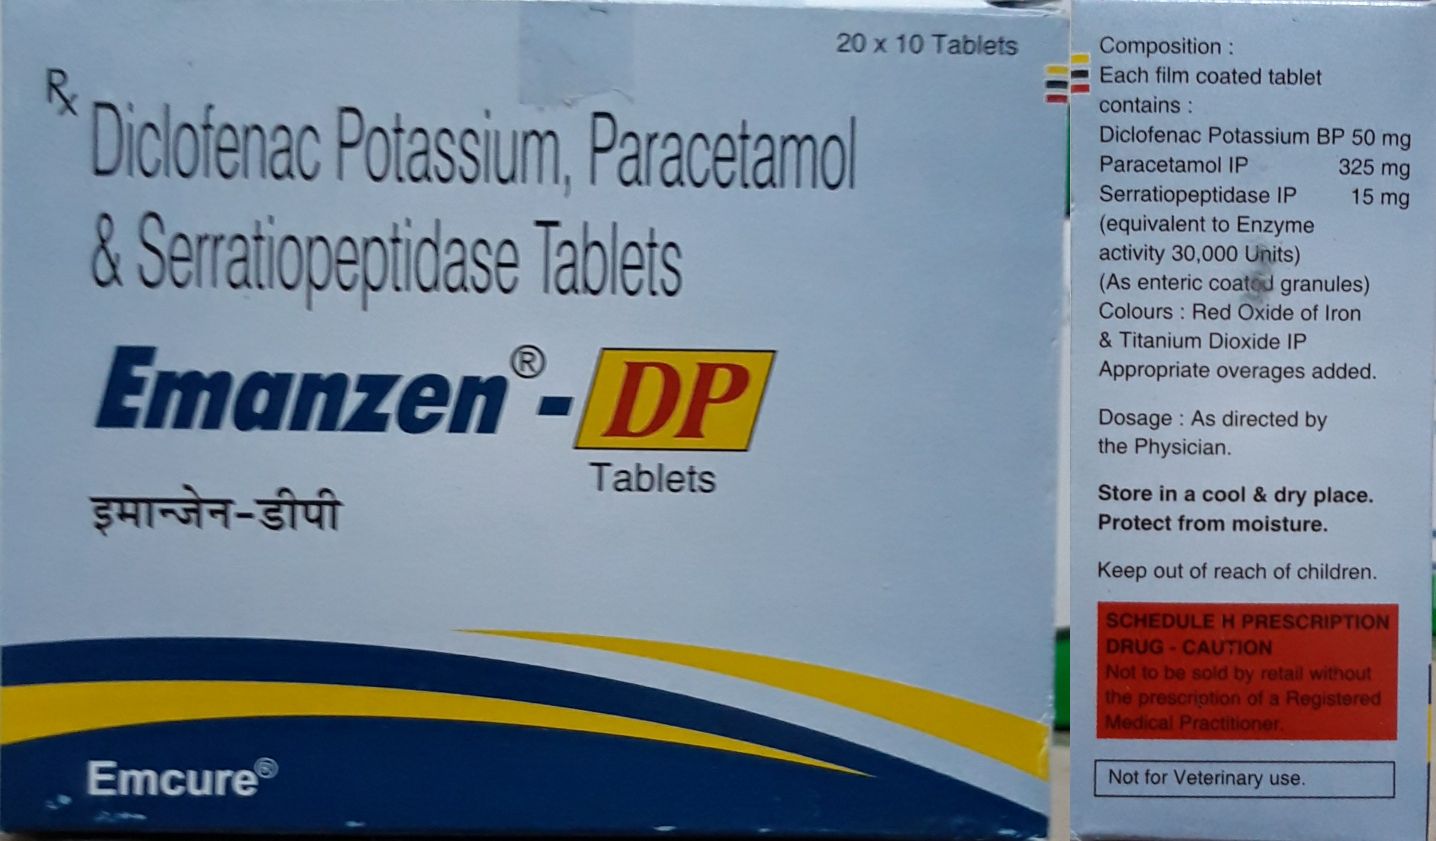 20 x 10 Tablets
Rx
Diclofenac Potassium, Paracetamol
& Serratiopeptidase Tablets
Emanzen® - DP
Tablets
इमान्जेन-डीपी
Emcure®
Composition :
Each film coated tablet
contains :
Diclofenac Potassium BP 50 mg
Paracetamol IP 325 mg
Serratiopeptidase IP 15 mg
(equivalent to Enzyme
activity 30,000 Units)
(As enteric coated granules)
Colours : Red Oxide of Iron
& Titanium Dioxide IP
Appropriate overages added.
Dosage : As directed by
the Physician.
Store in a cool & dry place.
Protect from moisture.
Keep out of reach of children.
SCHEDULE H PRESCRIPTION
DRUG - CAUTION
Not to be sold by retail without
the prescription of a Registered
Medical Practitioner.
Not for Veterinary use.